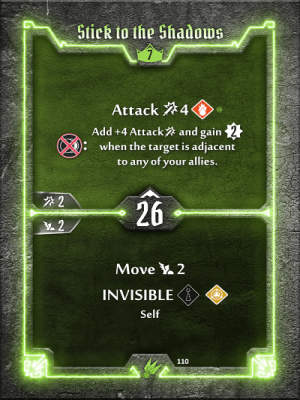 Stick to the Shadows
7
Attack 4
: Add +4 Attack and gain 2
when the target is adjacent
to any of your allies.
2
26
2
Move 2
INVISIBLE
Self
110